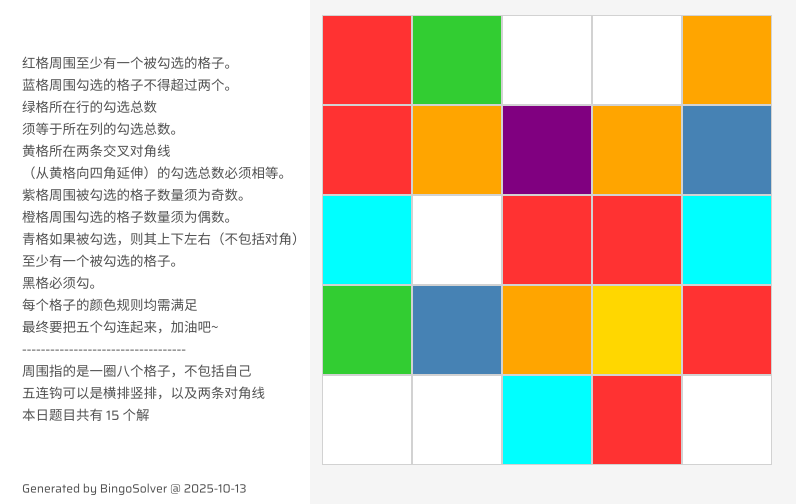 红格周围至少有一个被勾选的格子。
蓝格周围勾选的格子不得超过两个。
绿格所在行的勾选总数
须等于所在列的勾选总数。
黄格所在两条交叉对角线
（从黄格向四角延伸）的勾选总数必须相等。
紫格周围被勾选的格子数量须为奇数。
橙格周围勾选的格子数量须为偶数。
青格如果被勾选，则其上下左右（不包括对角）
至少有一个被勾选的格子。
黑格必须勾。
每个格子的颜色规则均需满足
最终要把五个勾连起来，加油吧~
-----------------------------------
周围指的是一圈八个格子，不包括自己
五连钩可以是横排竖排，以及两条对角线
本日题目共有 15 个解
Generated by BingoSolver @ 2025-10-13